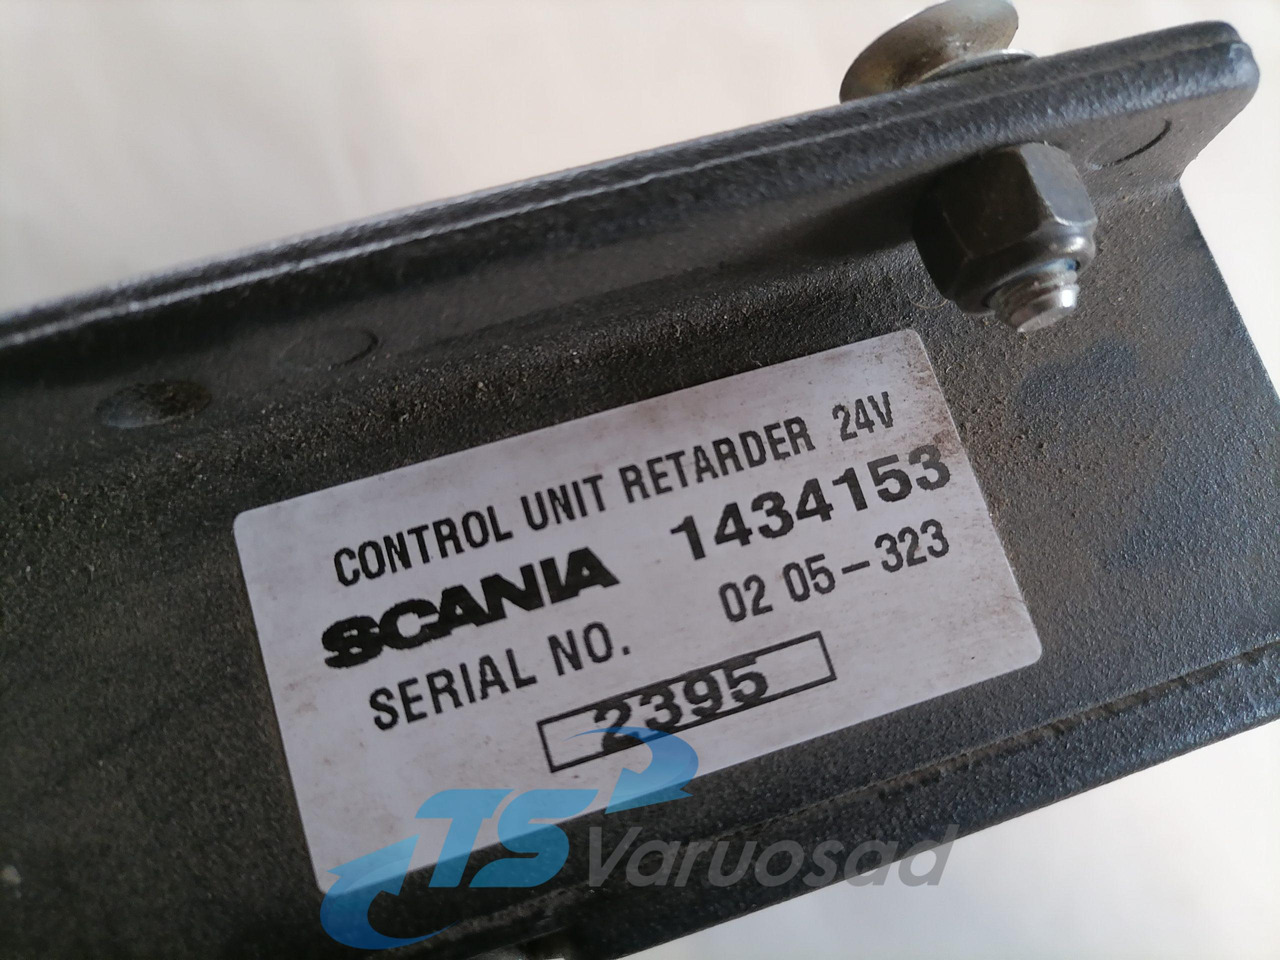 CONTROL UNIT RETARDER 24V
SCANIA 1434153
SERIAL NO. 02 05-323
2395
TS Varuosad